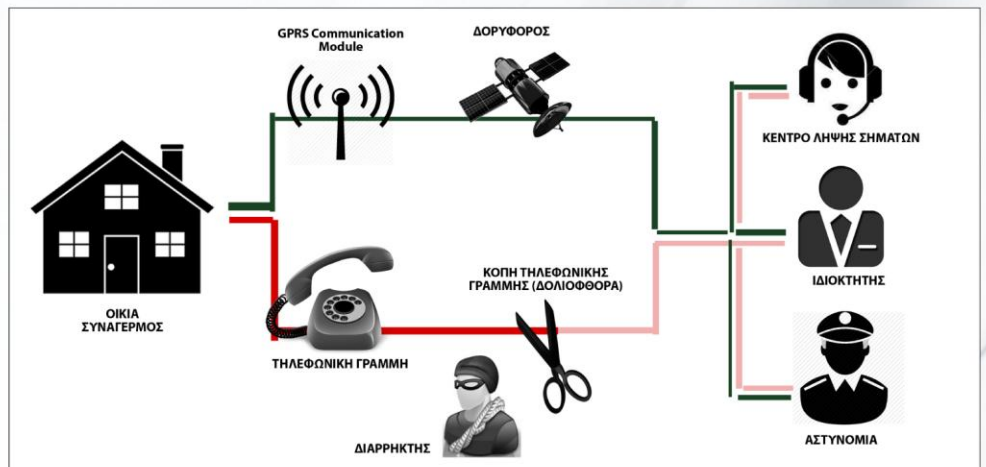 GPRS Communication
Module
ΔΟΡΥΦΟΡΟΣ
ΚΕΝΤΡΟ ΛΗΨΗΣ ΣΗΜΑΤΩΝ
ΟΙΚΙΑ
ΣΥΝΑΓΕΡΜΟΣ
ΚΟΠΗ ΤΗΛΕΦΩΝΙΚΗΣ
ΓΡΑΜΜΗΣ (ΔΟΛΙΟΦΘΟΡΑ)
ΙΔΙΟΚΤΗΤΗΣ
ΤΗΛΕΦΩΝΙΚΗ ΓΡΑΜΜΗ
ΔΙΑΡΡΗΚΤΗΣ
ΑΣΤΥΝΟΜΙΑ